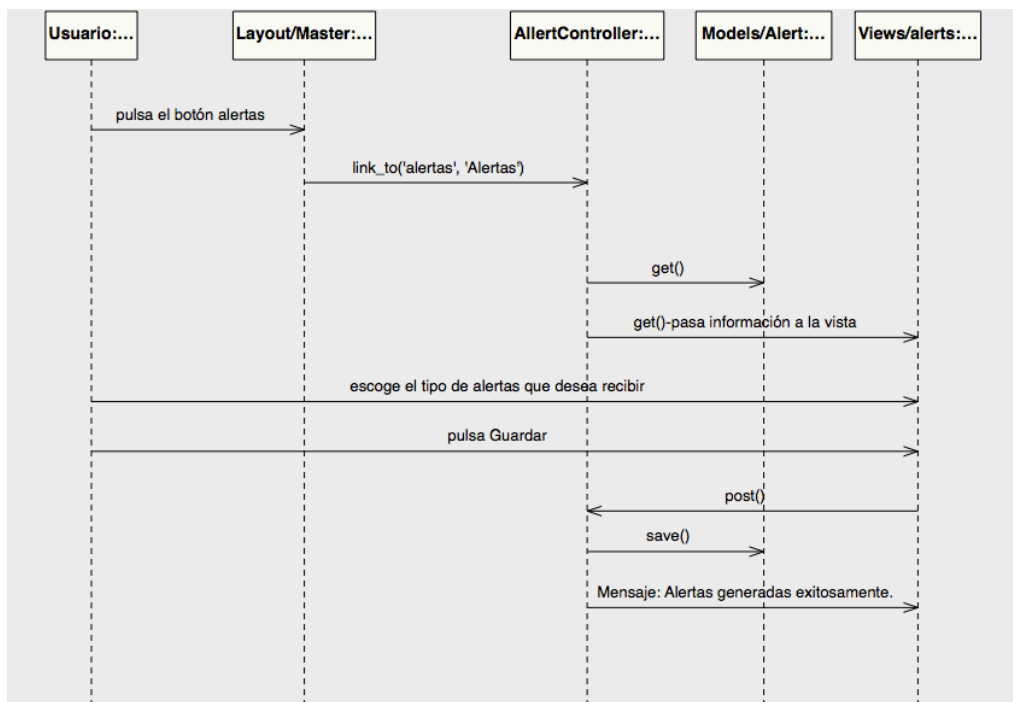 Usuario:...
Layout/Master:...
AllertController:...
Models/Alert:...
Views/alerts:...
pulsa el botón alertas
link_to('alertas', 'Alertas')
get()
get()-pasa información a la vista
escoge el tipo de alertas que desea recibir
pulsa Guardar
post()
save()
Mensaje: Alertas generadas exitosamente.